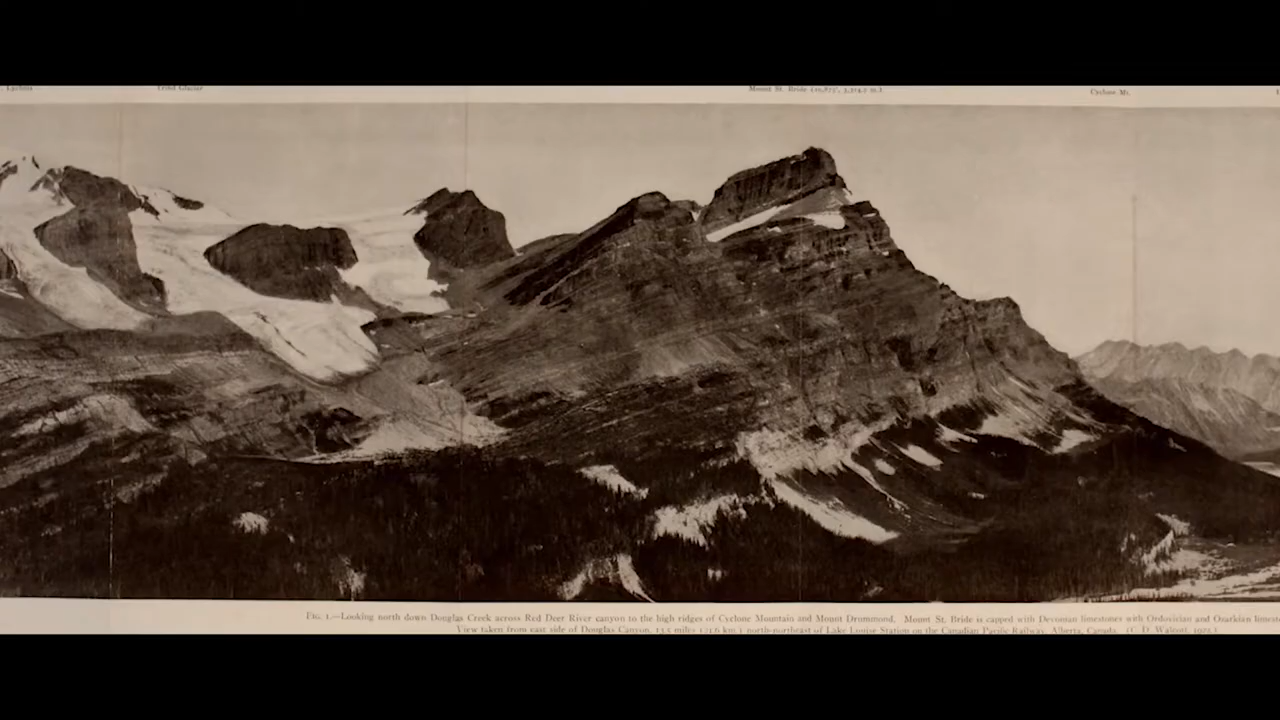 Mount St. Bride
Cyclone Mt.
FIG. 1.—Looking north down Douglas Creek across Red Deer River canyon to the high ridges of Cyclone Mountain and Mount Drummond. Mount St. Bride is capped with Devonian limestones with Ordovician and Ozarkian
View taken from east side of Douglas Canyon, north-northeast of Lake Louise Station on the Canadian Pacific Railway, Alberta, Canada. (C. D. Walcott,